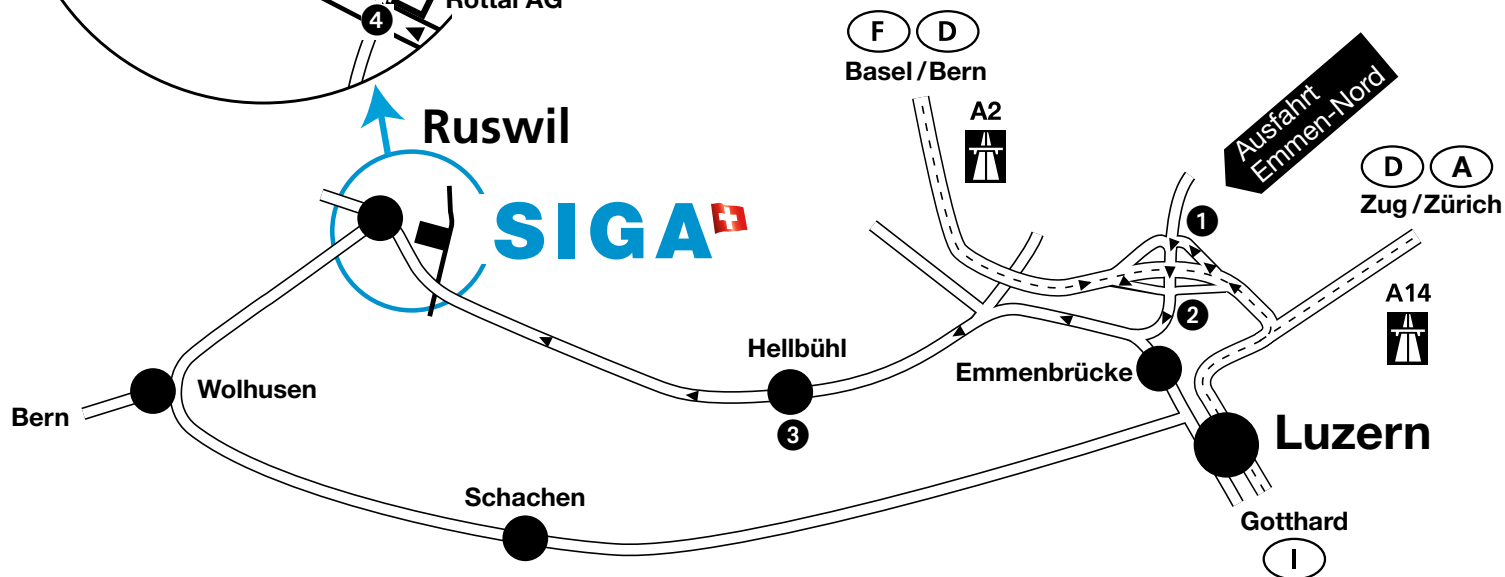 Rottal AG
4
F D
Basel / Bern
A2
Ausfahrt
Emmen-Nord
D A
Zug / Zürich
Ruswil
SIGA
1
A14
2
Hellbühl
Emmenbrücke
Wolhusen
Bern
3
Luzern
Schachen
Gotthard
I